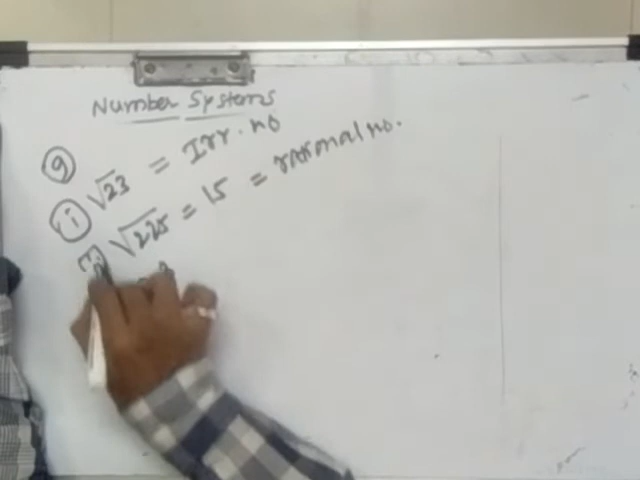 Number Systems
9
i √23 = Irr. no
√225 = 15 = rational no.